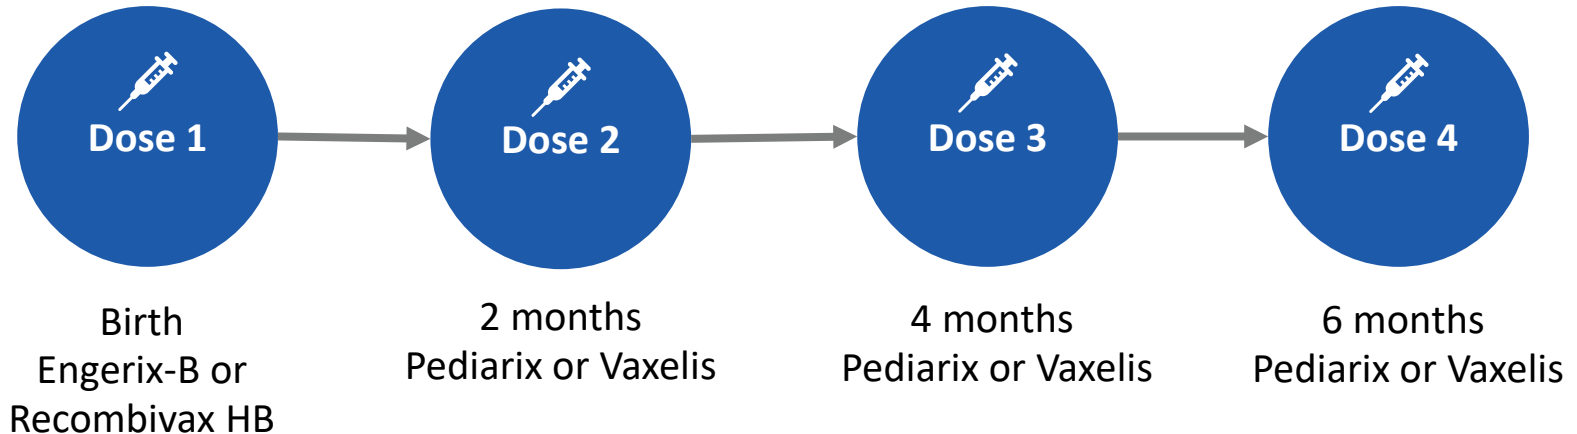 Dose 1
Dose 2
Dose 3
Dose 4
Birth
Engerix-B or
Recombivax HB
2 months
Pediarix or Vaxelis
4 months
Pediarix or Vaxelis
6 months
Pediarix or Vaxelis